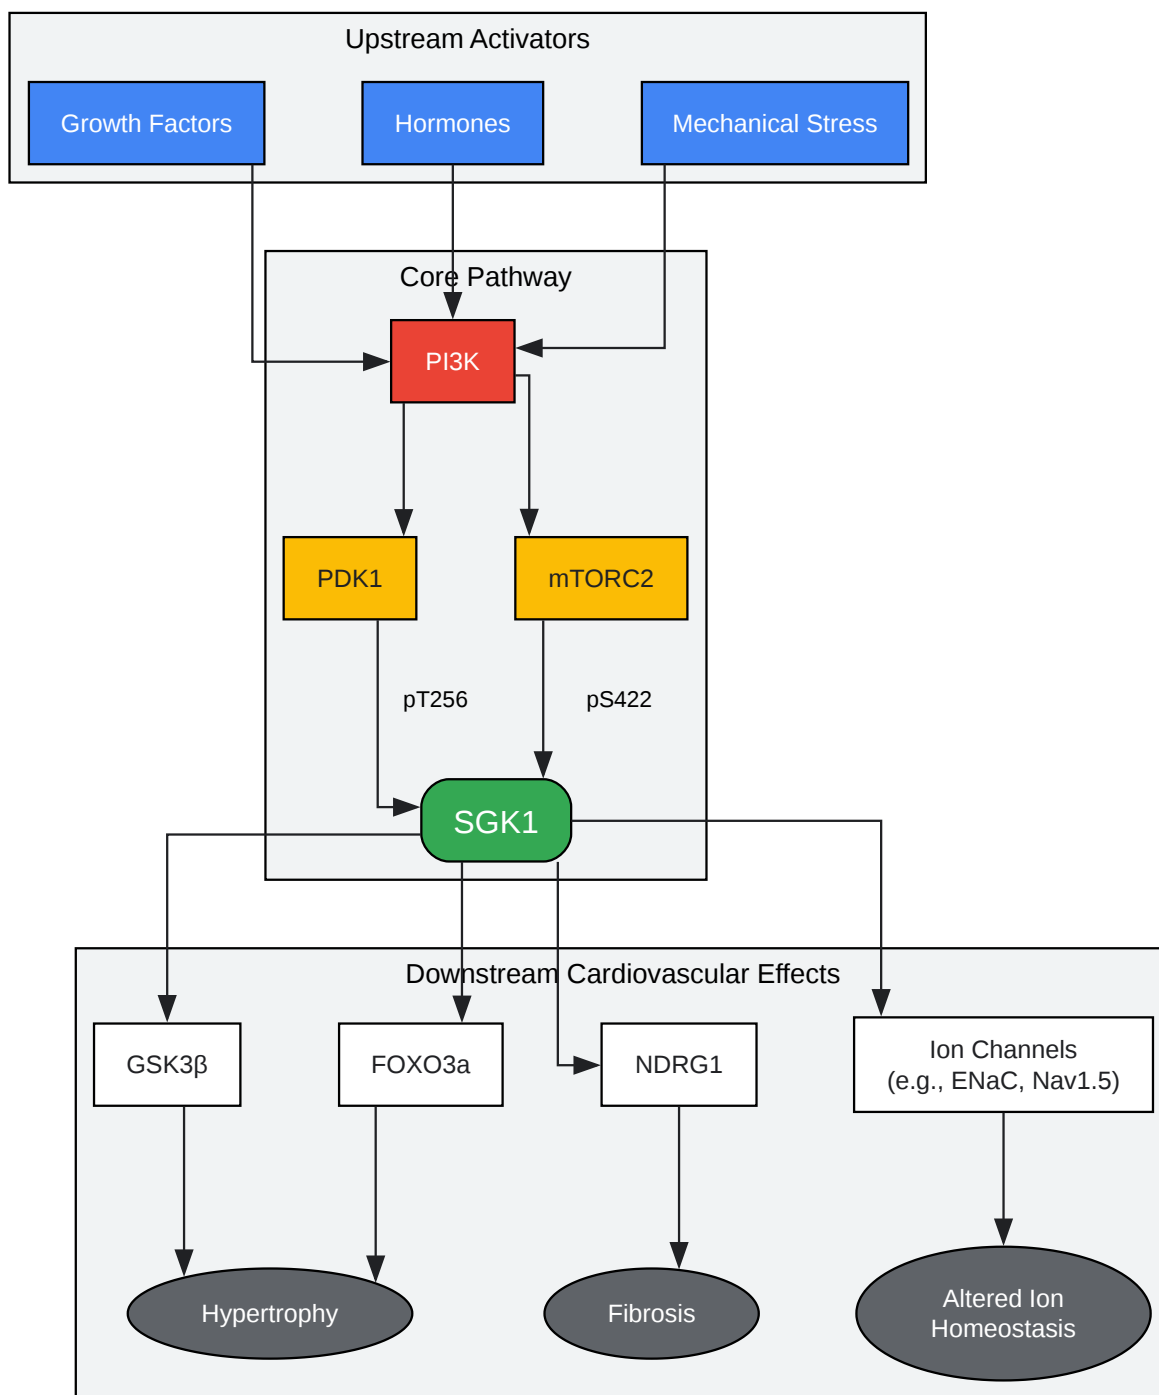 Upstream Activators
Growth Factors
Hormones
Mechanical Stress
Core Pathway
PI3K
PDK1
mTORC2
pT256
pS422
SGK1
Downstream Cardiovascular Effects
GSK3β
FOXO3a
NDRG1
Ion Channels
(e.g., ENaC, Nav1.5)
Hypertrophy
Fibrosis
Altered Ion
Homeostasis